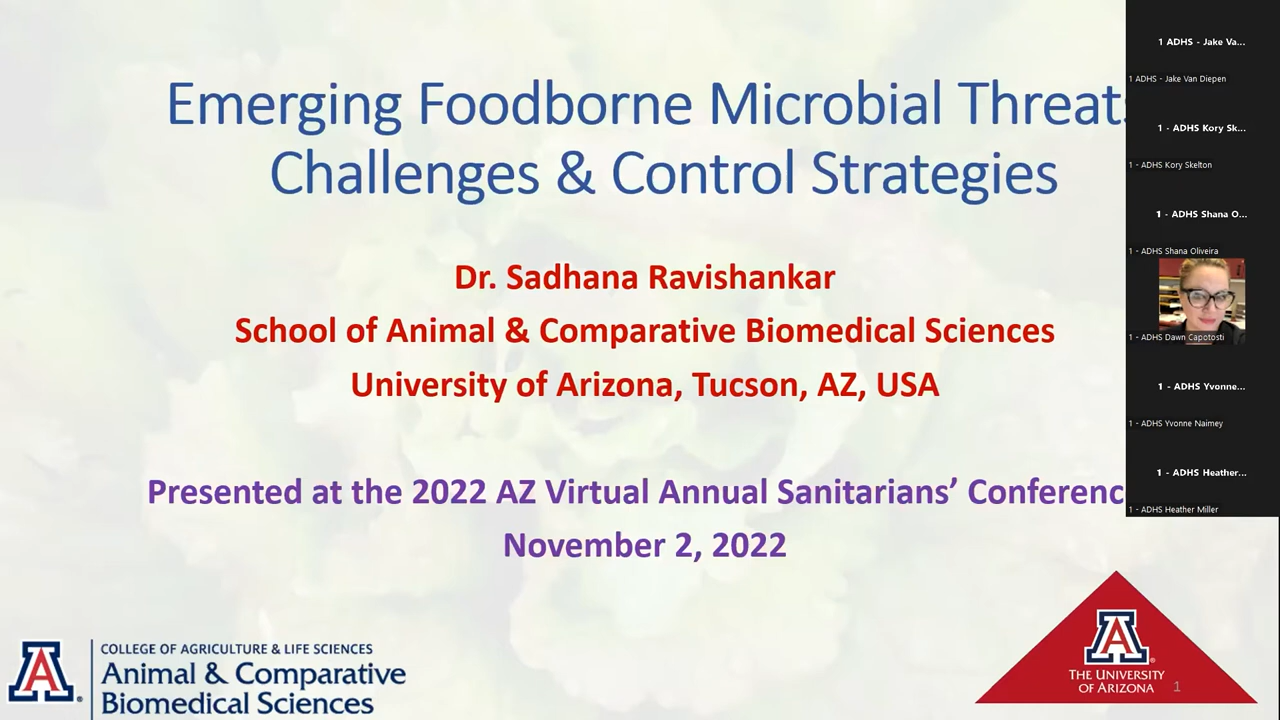 Emerging Foodborne Microbial Threats
Challenges & Control Strategies
Dr. Sadhana Ravishankar
School of Animal & Comparative Biomedical Sciences
University of Arizona, Tucson, AZ, USA
Presented at the 2022 AZ Virtual Annual Sanitarians’ Conferenc
November 2, 2022
COLLEGE OF AGRICULTURE & LIFE SCIENCES
Animal & Comparative
Biomedical Sciences
A
A
THE UNIVERSITY
OF ARIZONA
1
1 ADHS - Jake Va...
1 ADHS - Jake Van Diepen
1 - ADHS Kory Sk...
1 - ADHS Kory Skelton
1 - ADHS Shana O...
1 - ADHS Shana Oliveira
1 - ADHS Dawn Capotosti
1 - ADHS Yvonne...
1 - ADHS Yvonne Naimey
1 - ADHS Heather...
1 - ADHS Heather Miller